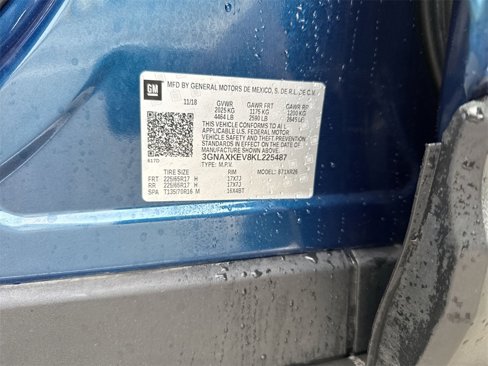 GM
MFD BY GENERAL MOTORS DE MEXICO, S. DE R.L. DE C.V.
11/18 GVWR GAWR FRT GAWR RR
2025 KG 1175 KG 1200 KG
4464 LB 2590 LB 2645 LB
THIS VEHICLE CONFORMS TO ALL
APPLICABLE U.S. FEDERAL MOTOR
VEHICLE SAFETY, BUMPER, AND THEFT
PREVENTION STANDARDS IN EFFECT ON THE DATE OF
MANUFACTURE SHOWN ABOVE.
3GNAXKEV8KL225487
TYPE: M.P.V.
TIRE SIZE RIM MODEL:
FRT 225/65R17 H 17X7J
RR 225/65R17 H 17X7J
SPA T135/70R16 M 16X4BT